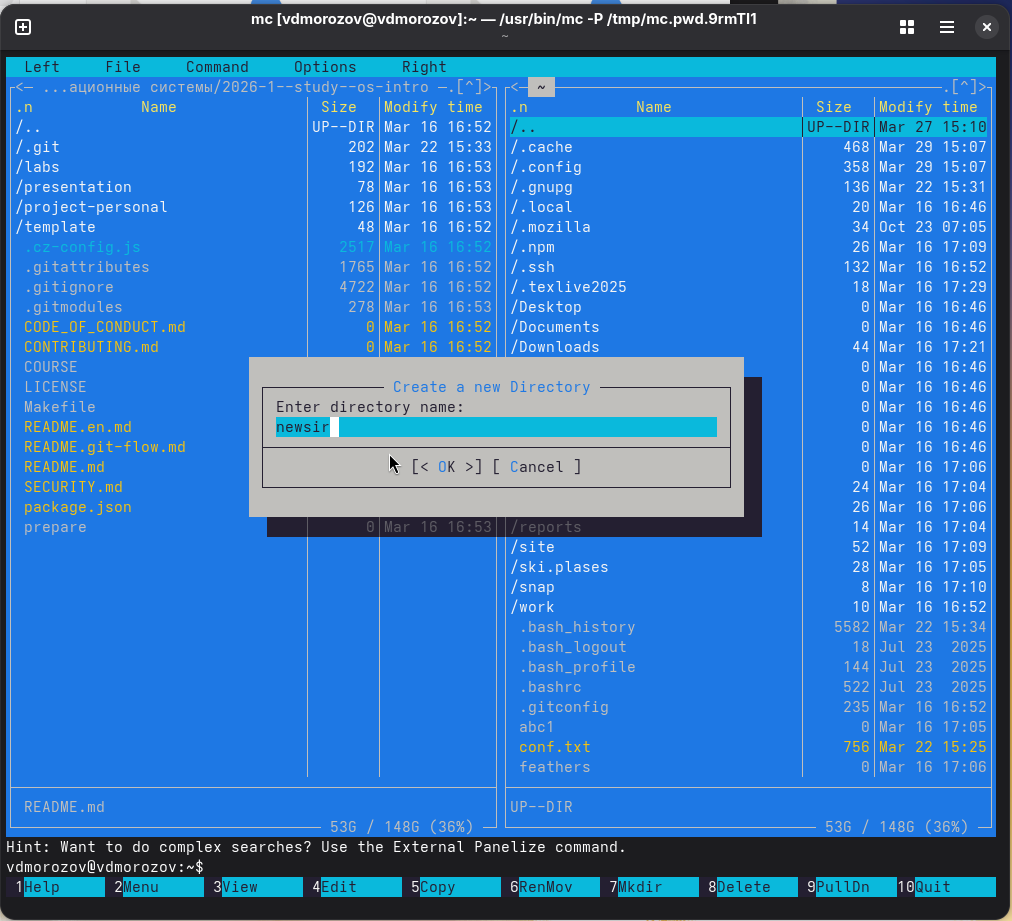 mc [vdmorozov@vdmorozov]:~ — /usr/bin/mc -P /tmp/mc.pwd.9rmTl1
~
Left File Command Options Right
<— ...ационные системы/2026-1--study--os-intro —.[^]>
.n Name Size Modify time
/.. UP--DIR Mar 16 16:52
/.git 202 Mar 22 15:33
/labs 192 Mar 16 16:53
/presentation 78 Mar 16 16:53
/project-personal 126 Mar 16 16:53
/template 48 Mar 16 16:52
.cz-config.js 2517 Mar 16 16:52
.gitattributes 1765 Mar 16 16:52
.gitignore 4722 Mar 16 16:52
.gitmodules 278 Mar 16 16:53
CODE_OF_CONDUCT.md 0 Mar 16 16:52
CONTRIBUTING.md 0 Mar 16 16:52
COURSE
LICENSE
Makefile
README.en.md
README.git-flow.md
README.md
SECURITY.md
package.json
prepare 0 Mar 16 16:53
README.md
53G / 148G (36%)
<— ~ .[^]>
.n Name Size Modify time
/.. UP--DIR Mar 27 15:10
/.cache 468 Mar 29 15:07
/.config 358 Mar 29 15:07
/.gnupg 136 Mar 22 15:31
/.local 20 Mar 16 16:46
/.mozilla 34 Oct 23 07:05
/.npm 26 Mar 16 17:09
/.ssh 132 Mar 16 16:52
/.texlive2025 18 Mar 16 17:29
/Desktop 0 Mar 16 16:46
/Documents 0 Mar 16 16:46
/Downloads 44 Mar 16 17:21
0 Mar 16 16:46
0 Mar 16 16:46
0 Mar 16 16:46
0 Mar 16 16:46
0 Mar 16 16:46
0 Mar 16 17:06
24 Mar 16 17:04
26 Mar 16 17:06
/reports 14 Mar 16 17:04
/site 52 Mar 16 17:09
/ski.plases 28 Mar 16 17:05
/snap 8 Mar 16 17:10
/work 10 Mar 16 16:52
.bash_history 5582 Mar 22 15:34
.bash_logout 18 Jul 23 2025
.bash_profile 144 Jul 23 2025
.bashrc 522 Jul 23 2025
.gitconfig 235 Mar 16 16:52
abc1 0 Mar 16 17:05
conf.txt 756 Mar 22 15:25
feathers 0 Mar 16 17:06
UP--DIR
53G / 148G (36%)
Create a new Directory
Enter directory name:
newsir
[< OK >] [ Cancel ]
Hint: Want to do complex searches? Use the External Panelize command.
vdmorozov@vdmorozov:~$
1Help 2Menu 3View 4Edit 5Copy 6RenMov 7Mkdir 8Delete 9PullDn 10Quit